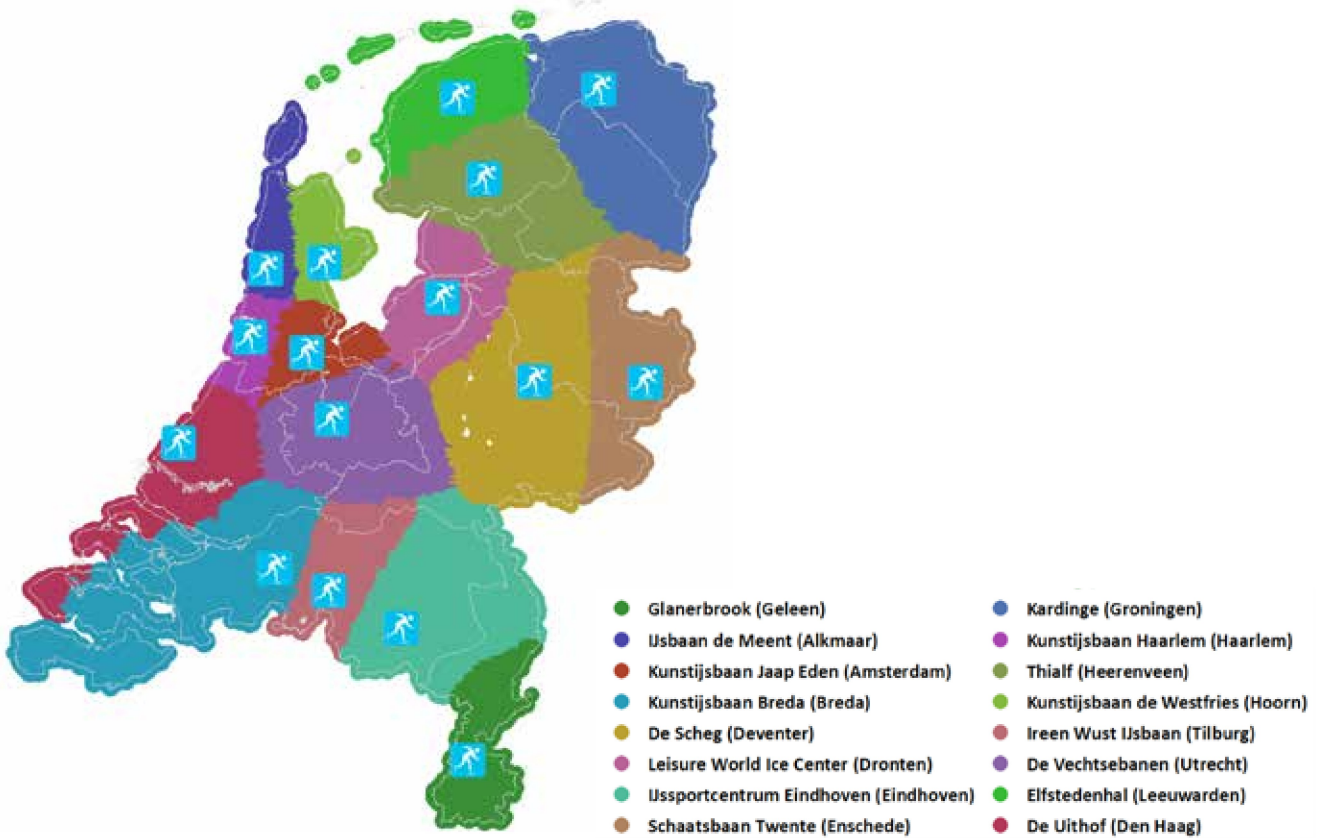 Glanerbrook (Geleen)
IJsbaan de Meent (Alkmaar)
Kunstijsbaan Jaap Eden (Amsterdam)
Kunstijsbaan Breda (Breda)
De Scheg (Deventer)
Leisure World Ice Center (Dronten)
IJssportcentrum Eindhoven (Eindhoven)
Schaatsbaan Twente (Enschede)
Kardinge (Groningen)
Kunstijsbaan Haarlem (Haarlem)
Thialf (Heerenveen)
Kunstijsbaan de Westfries (Hoorn)
Ireen Wust IJsbaan (Tilburg)
De Vechtsebanen (Utrecht)
Elfstedenhal (Leeuwarden)
De Uithof (Den Haag)